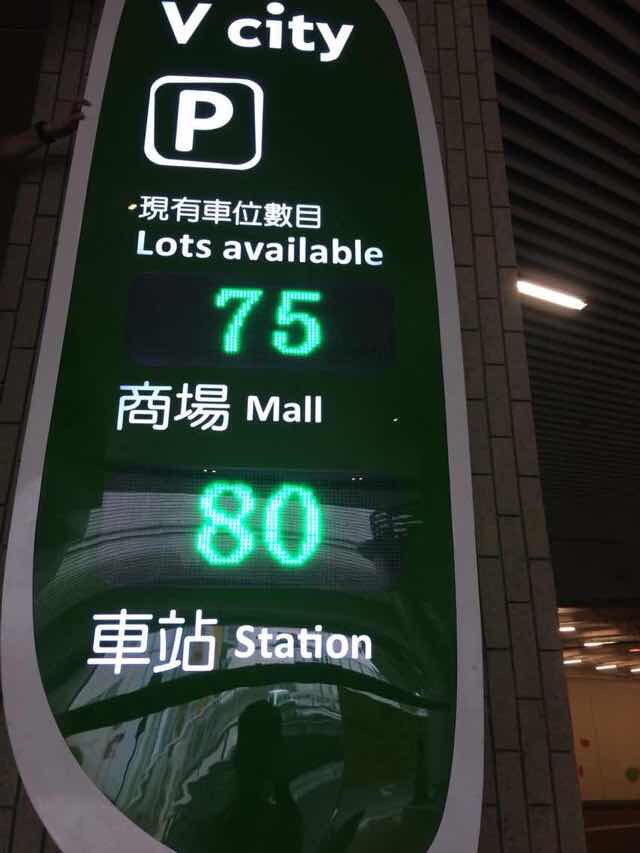 V city
P
現有車位數目
Lots available
75
商場 Mall
80
車站 Station